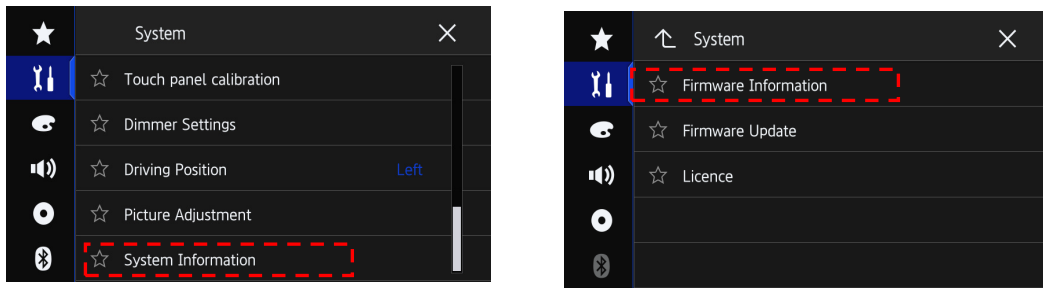 System
Touch panel calibration
Dimmer Settings
Driving Position Left
Picture Adjustment
System Information
System
Firmware Information
Firmware Update
Licence